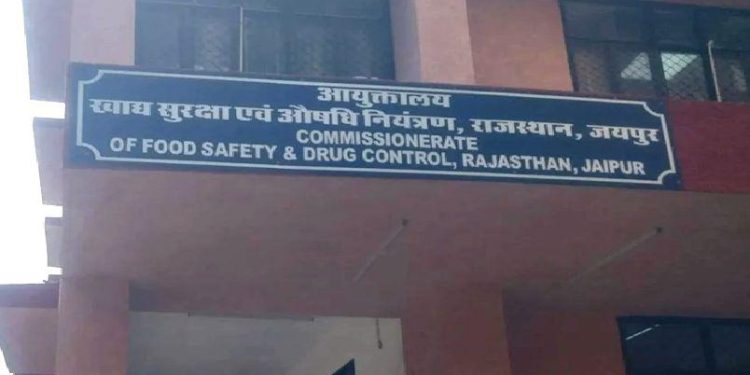 आयुक्तालय
खाद्य सुरक्षा एवं औषधि नियंत्रण, राजस्थान, जयपुर
COMMISSIONERATE
OF FOOD SAFETY & DRUG CONTROL, RAJASTHAN, JAIPUR